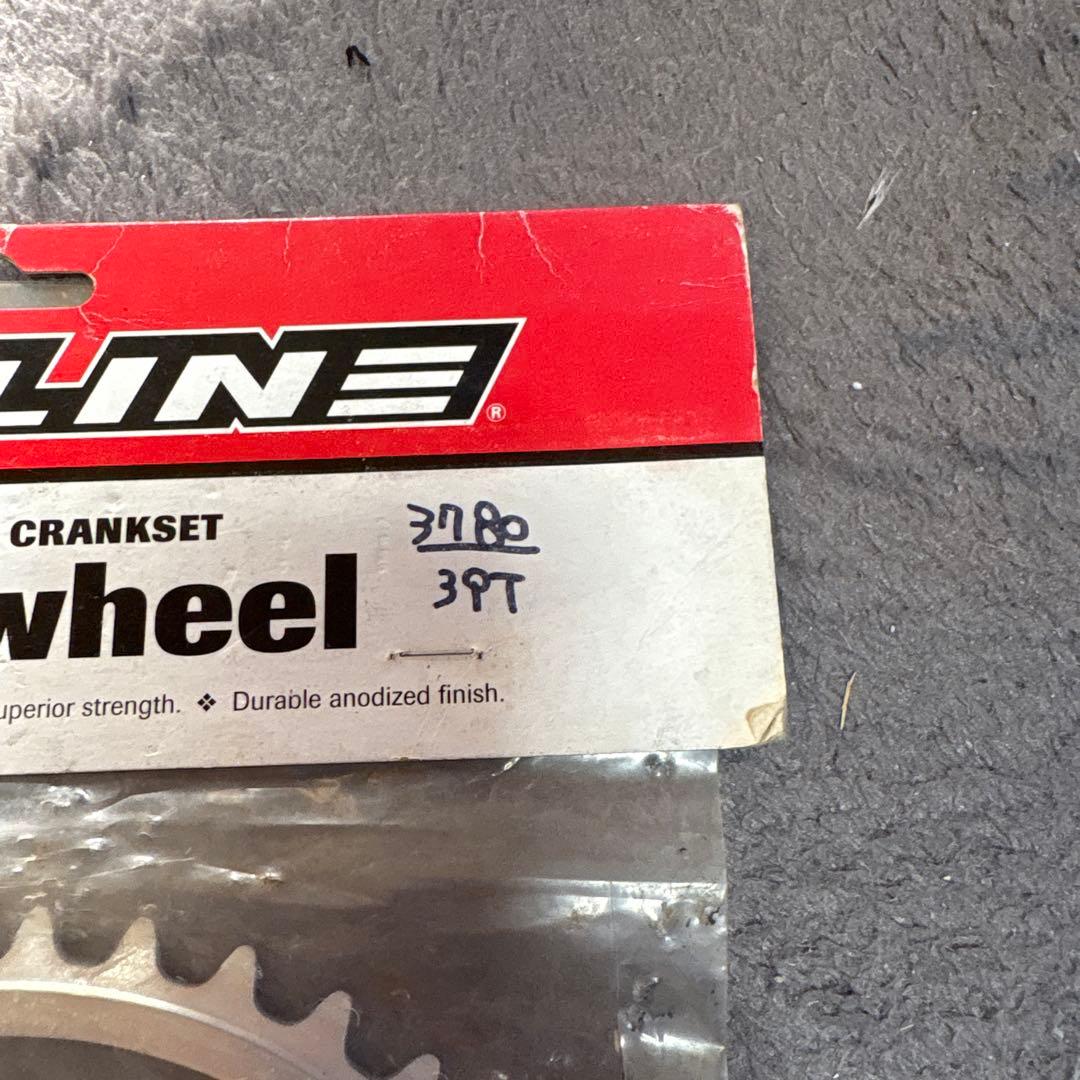 LINE®
CRANKSET
3780
39T
wheel
uperior strength. ❖ Durable anodized finish.